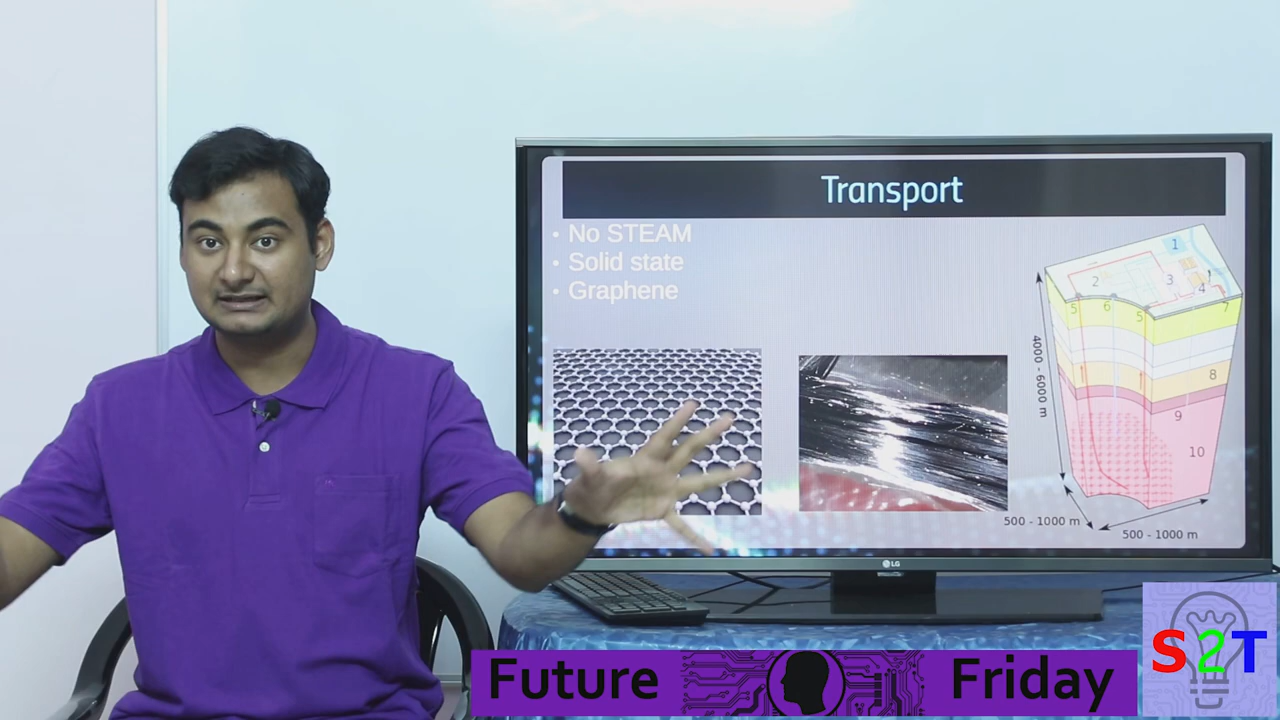 Transport
• No STEAM
• Solid state
• Graphene
1
2
3
4
5
6
5
7
8
9
10
4000 - 6000 m
500 - 1000 m
500 - 1000 m
LG
Future Friday
S2T